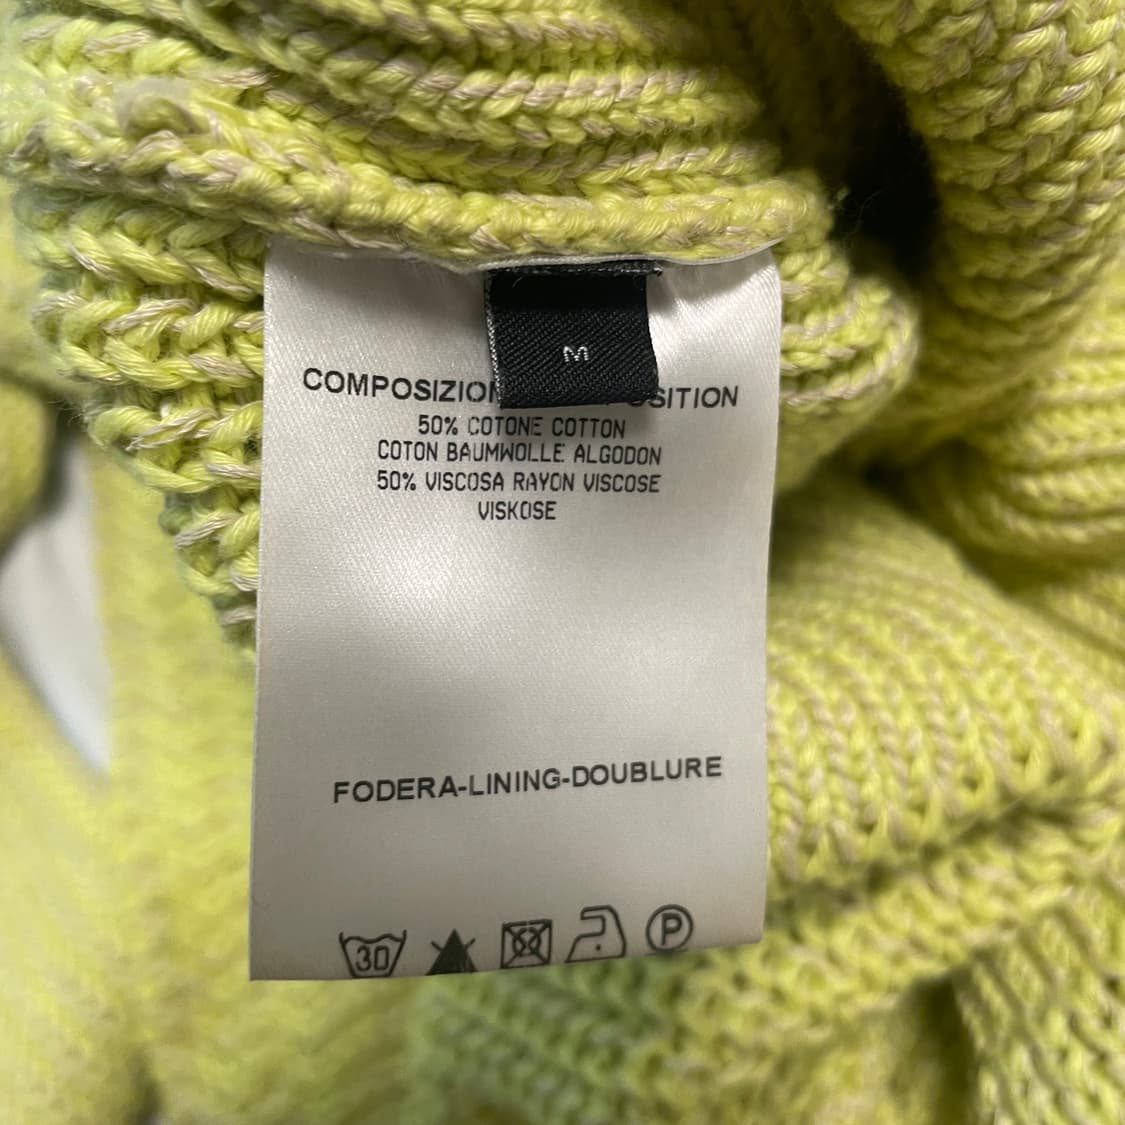 M
COMPOSIZION SITION
50% COTONE COTTON
COTON BAUMWOLLE ALGODON
50% VISCOSA RAYON VISCOSE
VISKOSE
FODERA-LINING-DOUBLURE
30 P